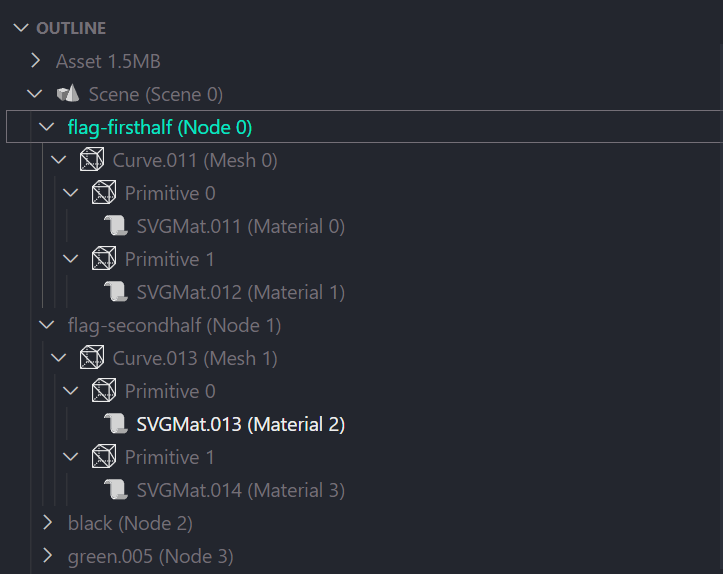 OUTLINE
Asset 1.5MB
Scene (Scene 0)
flag-firsthalf (Node 0)
Curve.011 (Mesh 0)
Primitive 0
SVGMat.011 (Material 0)
Primitive 1
SVGMat.012 (Material 1)
flag-secondhalf (Node 1)
Curve.013 (Mesh 1)
Primitive 0
SVGMat.013 (Material 2)
Primitive 1
SVGMat.014 (Material 3)
black (Node 2)
green.005 (Node 3)